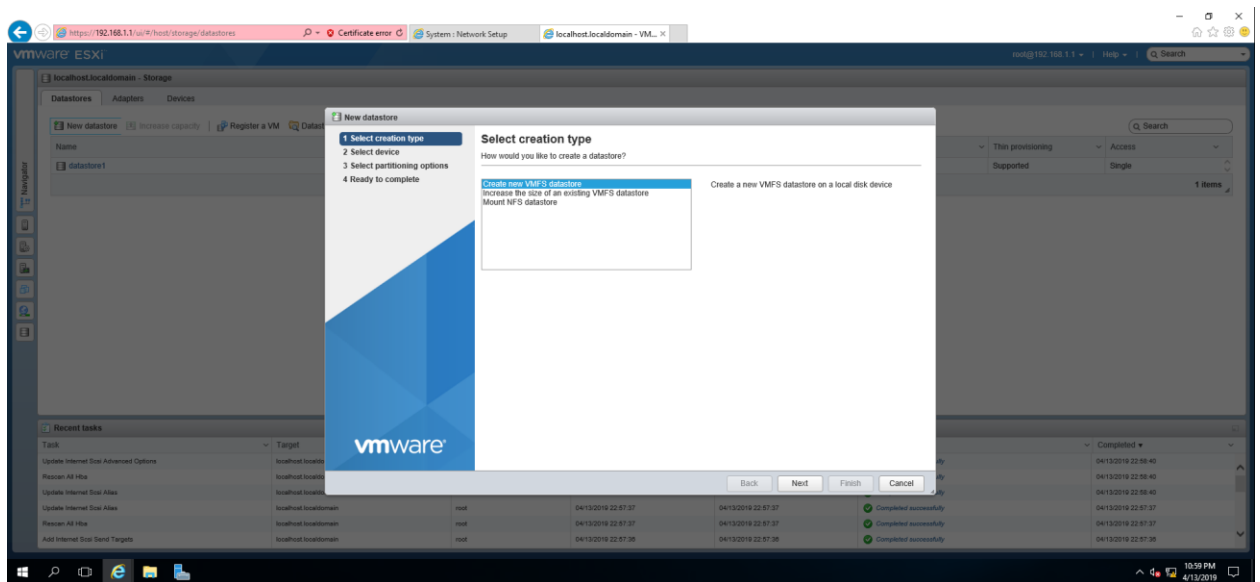 https://192.168.1.1/ui/#/host/storage/datastores
Certificate error
System : Network Setup
localhost.localdomain - VM...
vmware ESXi
root@192.168.1.1
Help
Search
localhost.localdomain - Storage
Datastores Adapters Devices
New datastore Increase capacity Register a VM Datast
Search
Name Thin provisioning Access
datastore1 Supported Single
1 items
Navigator
New datastore
1 Select creation type
2 Select device
3 Select partitioning options
4 Ready to complete
vmware
Select creation type
How would you like to create a datastore?
Create new VMFS datastore
Increase the size of an existing VMFS datastore
Mount NFS datastore
Create a new VMFS datastore on a local disk device
Back Next Finish Cancel
Recent tasks
Task Target Completed
Update Internet Scsi Advanced Options localhost.localdo 04/13/2019 22:58:40
Rescan All Hba localhost.localdo 04/13/2019 22:58:40
Update Internet Scsi Alias localhost.localdo 04/13/2019 22:58:40
Update Internet Scsi Alias localhost.localdomain root 04/13/2019 22:57:37 04/13/2019 22:57:37 Completed successfully 04/13/2019 22:57:37
Rescan All Hba localhost.localdomain root 04/13/2019 22:57:37 04/13/2019 22:57:37 Completed successfully 04/13/2019 22:57:37
Add Internet Scsi Send Targets localhost.localdomain root 04/13/2019 22:57:36 04/13/2019 22:57:36 Completed successfully 04/13/2019 22:57:36
10:59 PM
4/13/2019